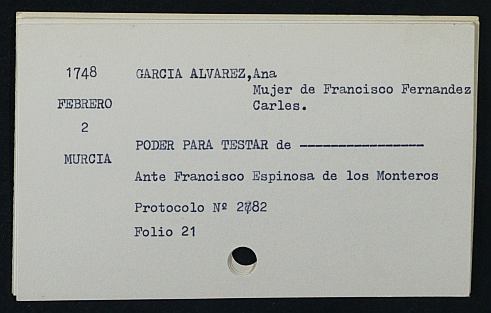 1748 GARCIA ALVAREZ,Ana
Mujer de Francisco Fernandez
FEBRERO Carles.
2
PODER PARA TESTAR de ----------------
MURCIA
Ante Francisco Espinosa de los Monteros
Protocolo Nº 2782
Folio 21